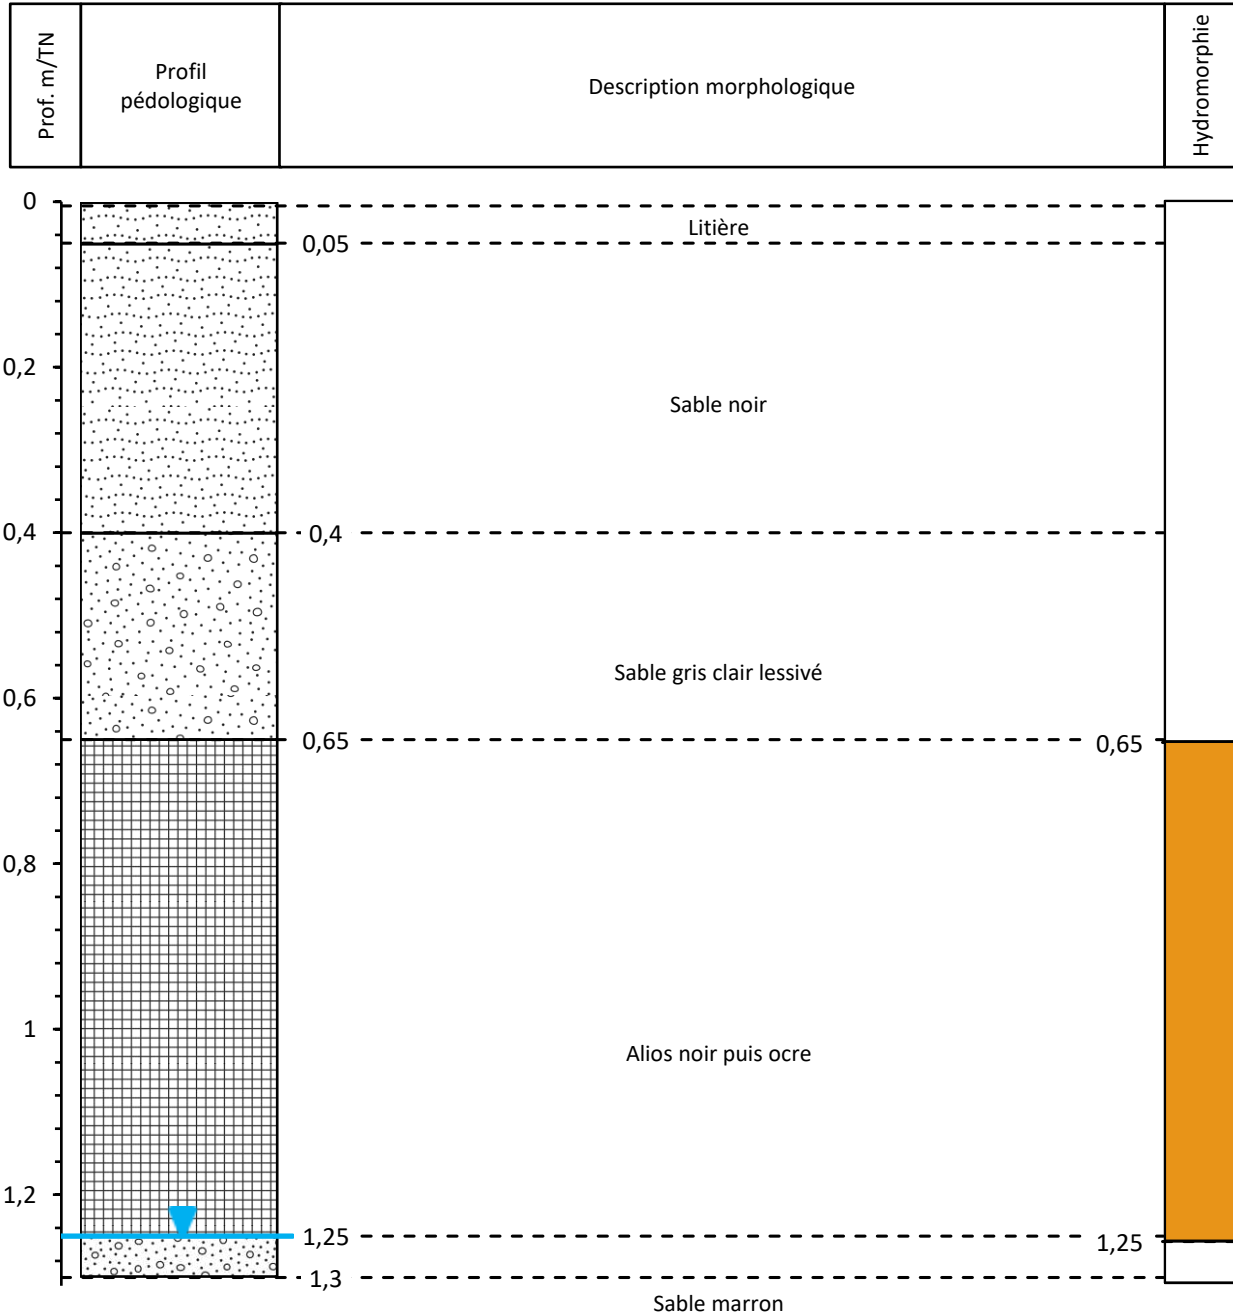 Prof. m/TN
Profil
pédologique
Description morphologique
Hydromorphie
0
Litière
0,05
0,2
Sable noir
0,4
0,4
Sable gris clair lessivé
0,6
0,65
0,65
0,8
1
Alios noir puis ocre
1,2
1,25
1,25
1,3
Sable marron